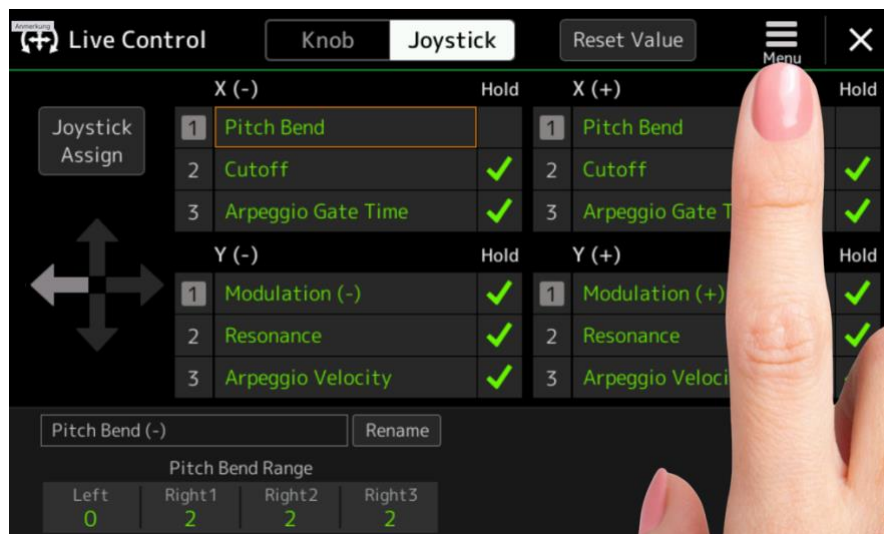 Anmerkung
Live Control
Knob
Joystick
Reset Value
Menu
Joystick
Assign
X (-)
Hold
1 Pitch Bend
2 Cutoff
3 Arpeggio Gate Time
X (+)
Hold
1 Pitch Bend
2 Cutoff
3 Arpeggio Gate T
Y (-)
Hold
1 Modulation (-)
2 Resonance
3 Arpeggio Velocity
Y (+)
Hold
1 Modulation (+)
2 Resonance
3 Arpeggio Veloci
Pitch Bend (-)
Rename
Pitch Bend Range
Left Right1 Right2 Right3
0 2 2 2